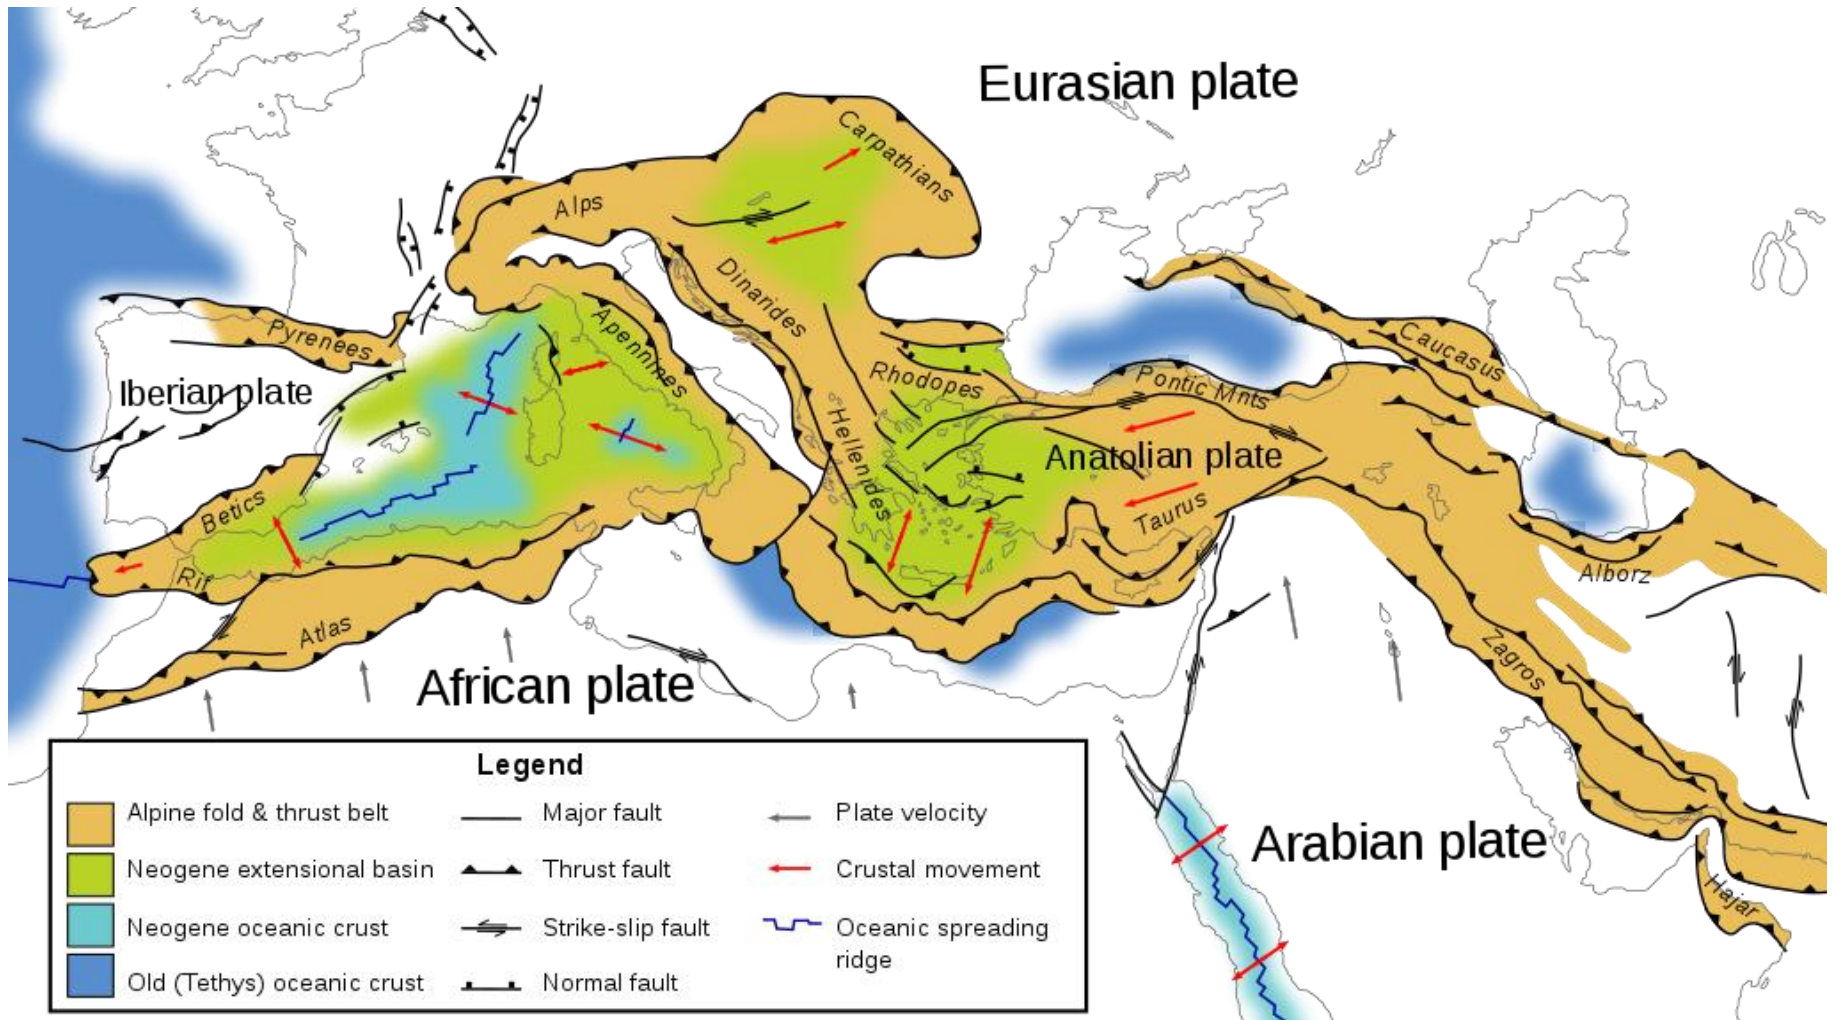 Eurasian plate
Carpathians
Alps
Dinarides
Apennines
Pyrenees
Iberian plate
Caucasus
Rhodopes
Pontic Mnts
Hellenides
Anatolian plate
Taurus
Betics
Rif
Atlas
Alborz
Zagros
African plate
Arabian plate
Hajar
Legend
Alpine fold & thrust belt
Major fault
Plate velocity
Neogene extensional basin
Thrust fault
Crustal movement
Neogene oceanic crust
Strike-slip fault
Oceanic spreading
ridge
Old (Tethys) oceanic crust
Normal fault